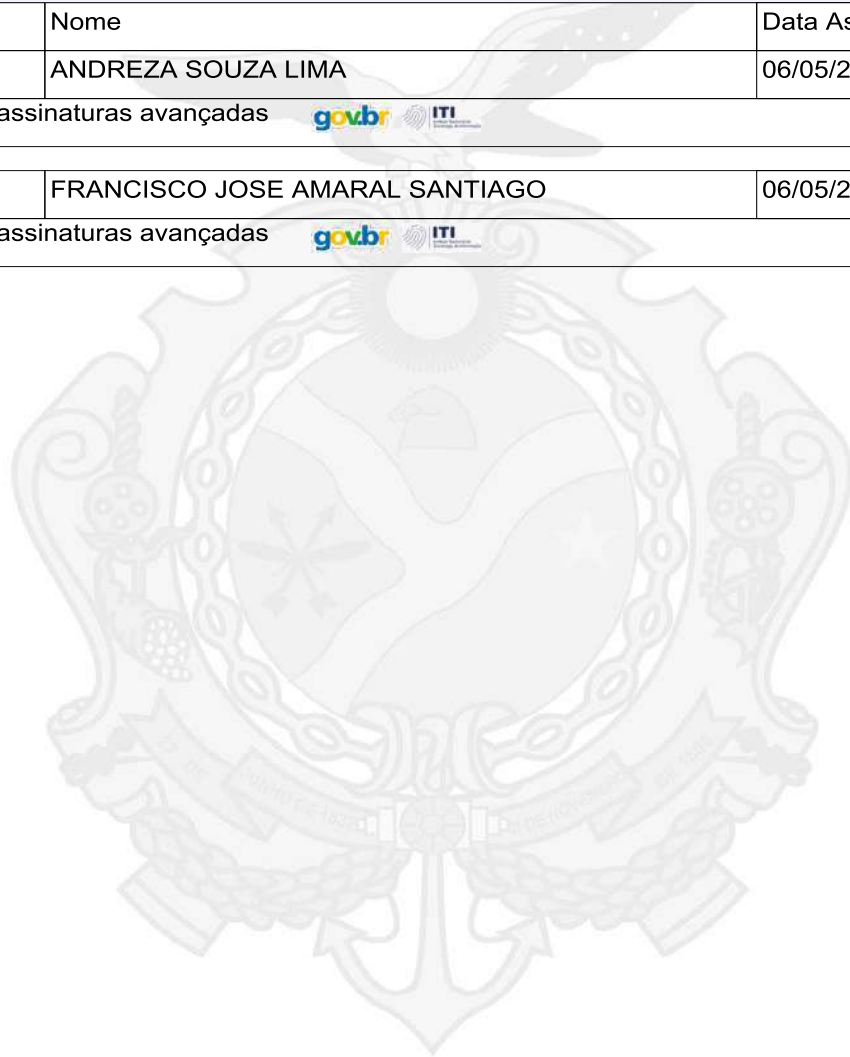 Nome Data As
ANDREZA SOUZA LIMA 06/05/2
assinaturas avançadas gov.br ITI
FRANCISCO JOSE AMARAL SANTIAGO 06/05/2
assinaturas avançadas gov.br ITI